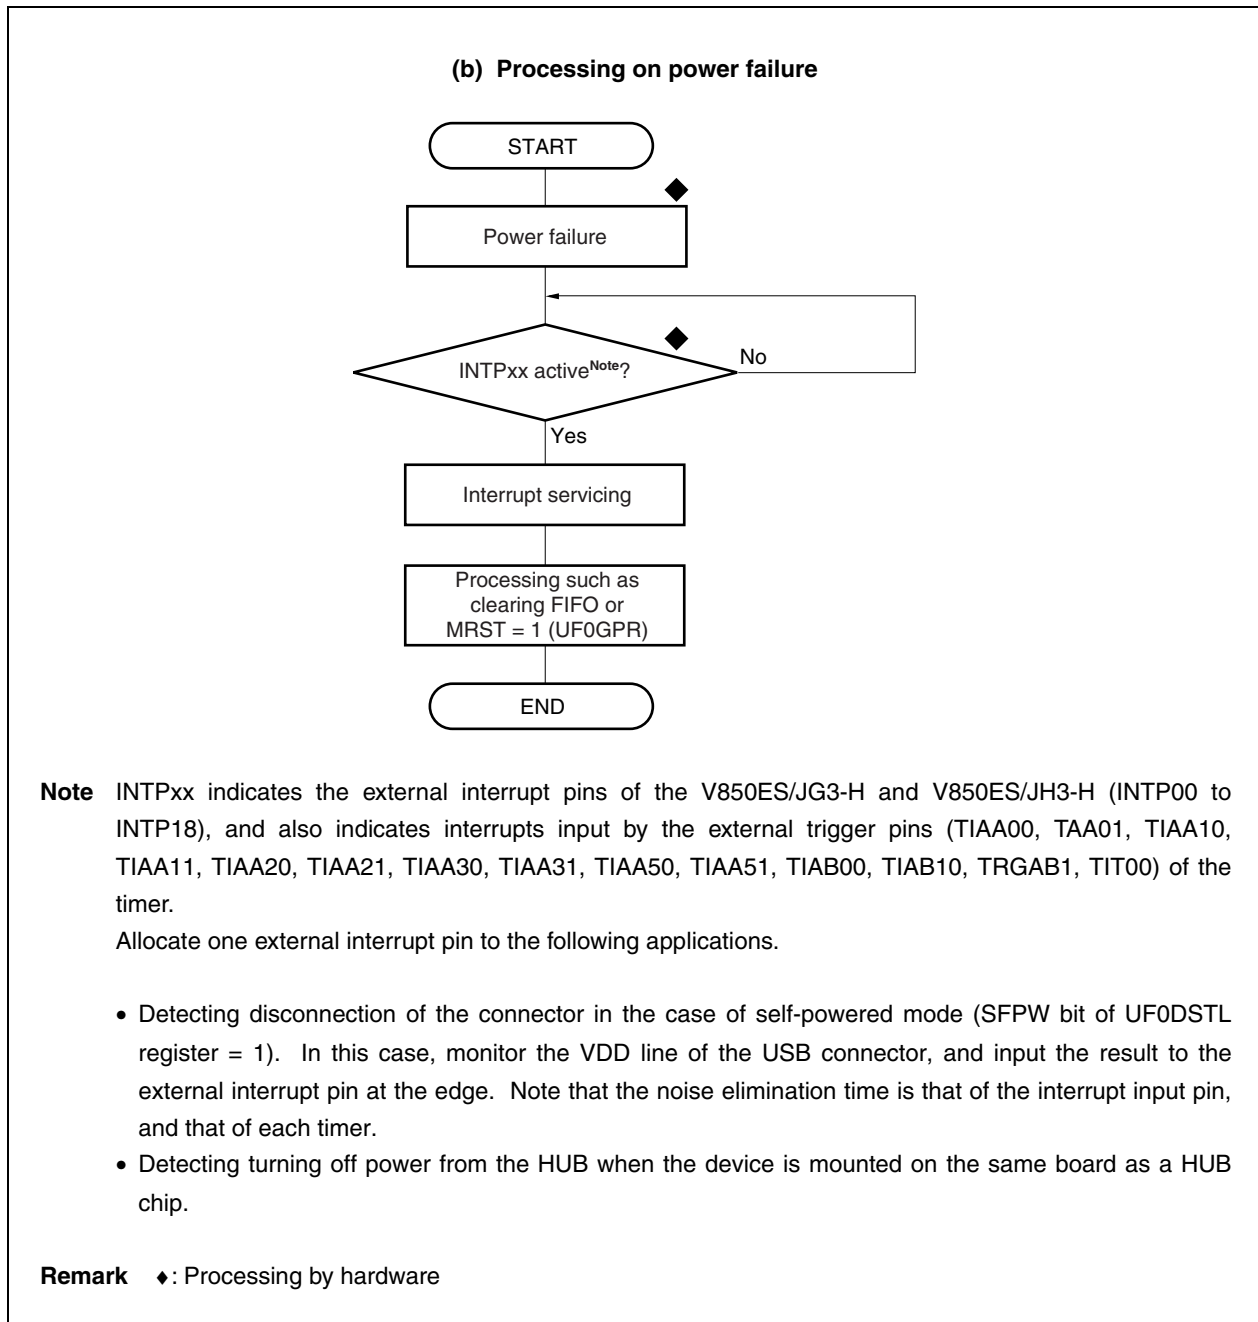 (b) Processing on power failure
START
Power failure
INTPxx activeNote?
No
Yes
Interrupt servicing
Processing such as
clearing FIFO or
MRST = 1 (UF0GPR)
END
Note INTPxx indicates the external interrupt pins of the V850ES/JG3-H and V850ES/JH3-H (INTP00 to
INTP18), and also indicates interrupts input by the external trigger pins (TIAA00, TAA01, TIAA10,
TIAA11, TIAA20, TIAA21, TIAA30, TIAA31, TIAA50, TIAA51, TIAB00, TIAB10, TRGAB1, TIT00) of the
timer.
Allocate one external interrupt pin to the following applications.
• Detecting disconnection of the connector in the case of self-powered mode (SFPW bit of UF0DSTL
register = 1). In this case, monitor the VDD line of the USB connector, and input the result to the
external interrupt pin at the edge. Note that the noise elimination time is that of the interrupt input pin,
and that of each timer.
• Detecting turning off power from the HUB when the device is mounted on the same board as a HUB
chip.
Remark ♦: Processing by hardware